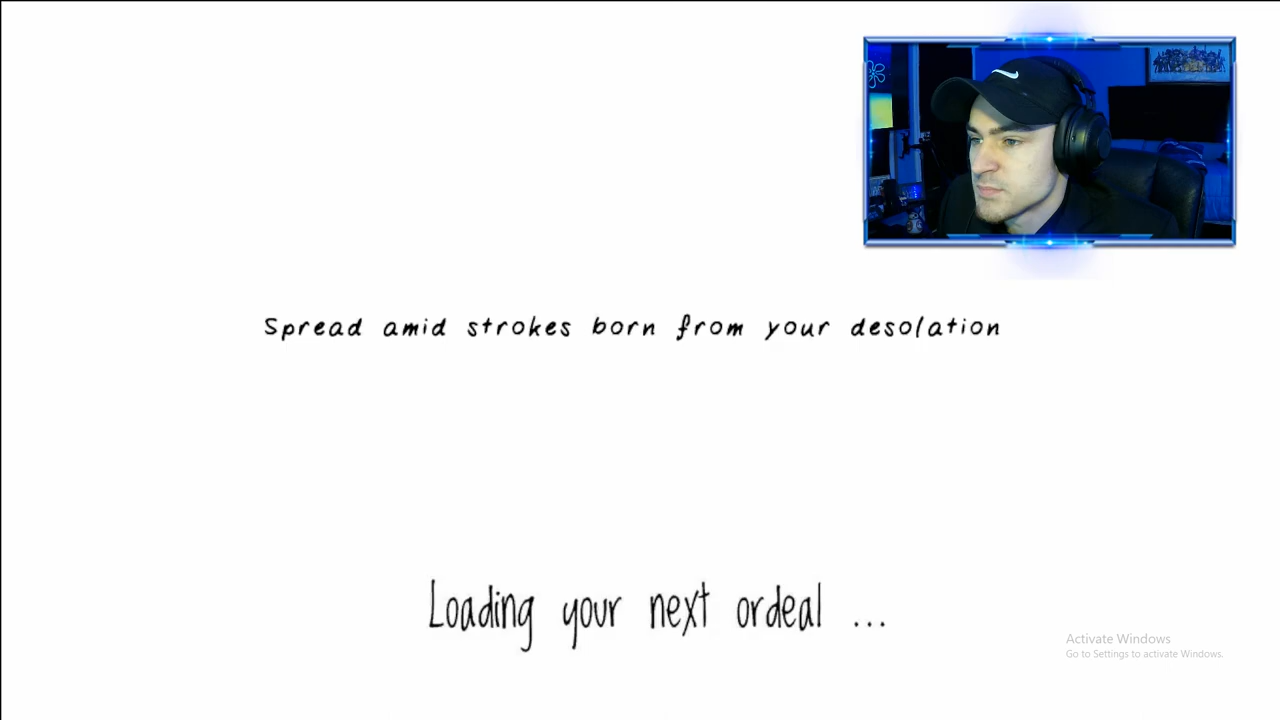 Spread amid strokes born from your desolation
Loading your next ordeal ...
Activate Windows
Go to Settings to activate Windows.